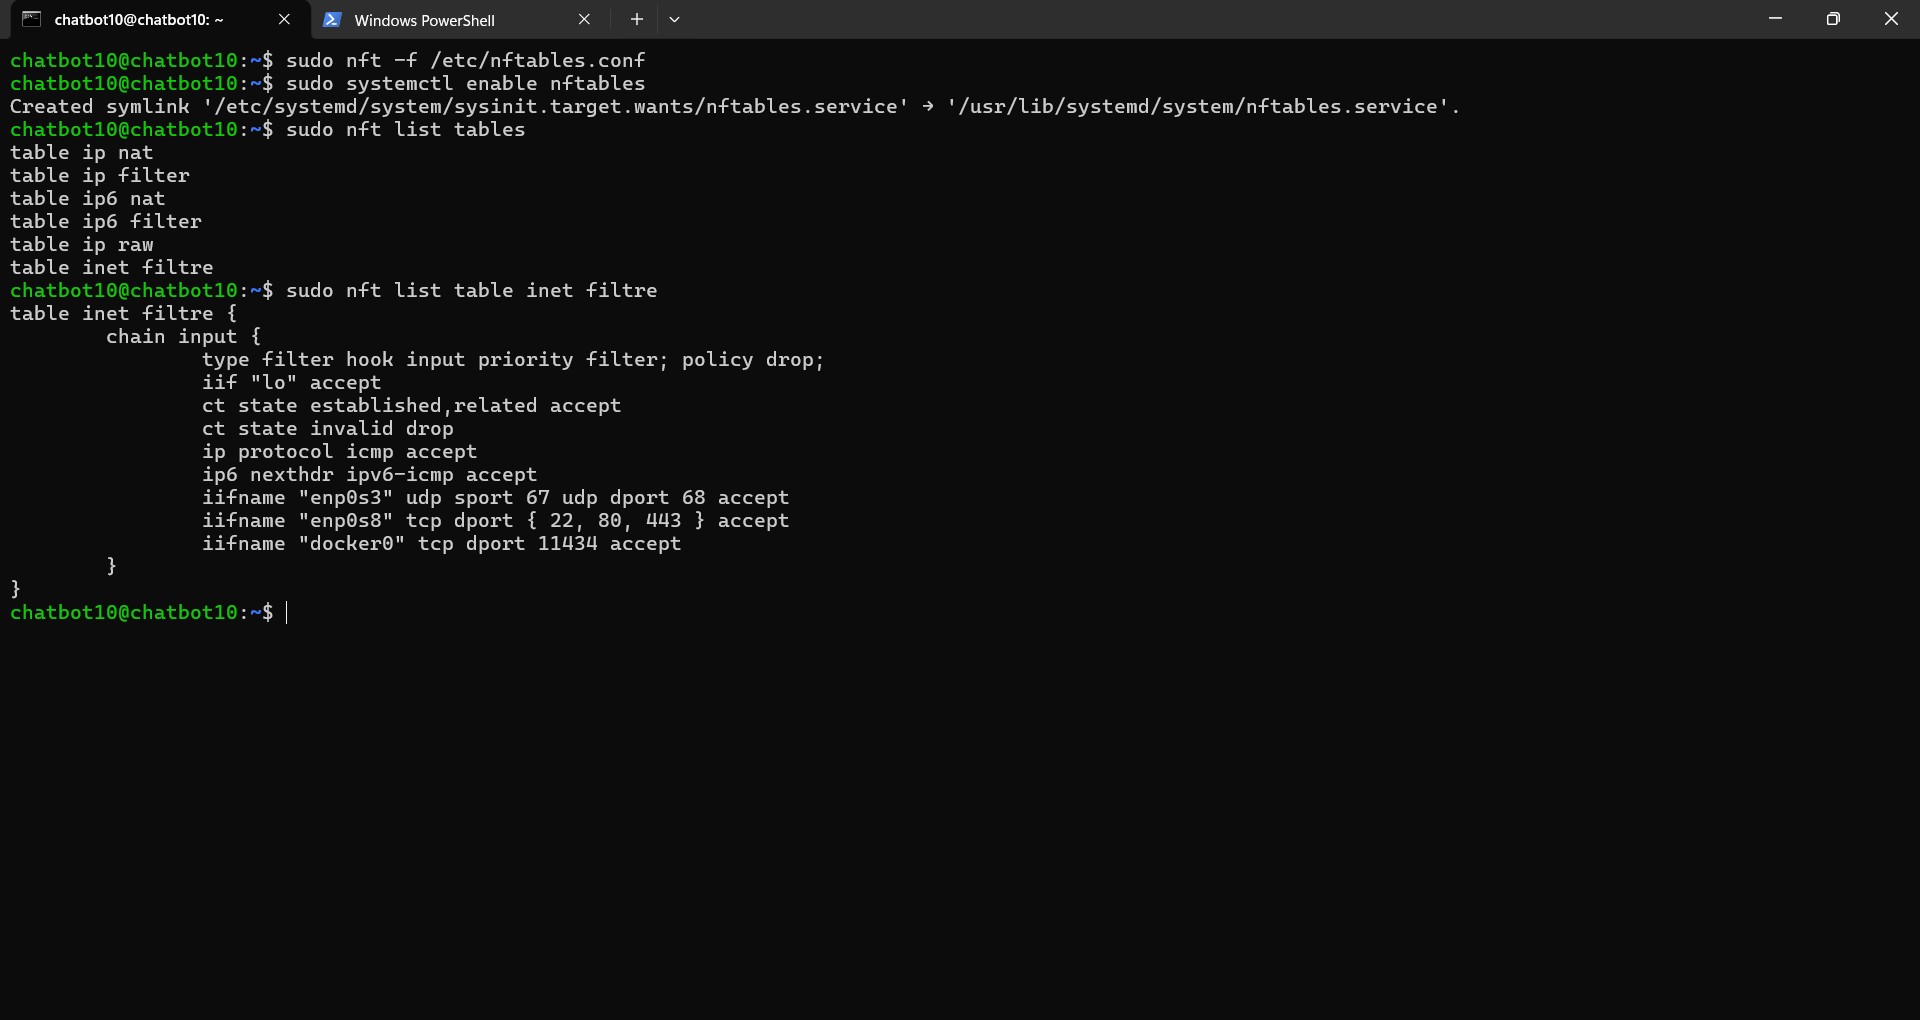 chatbot10@chatbot10: ~
Windows PowerShell
chatbot10@chatbot10:~$ sudo nft -f /etc/nftables.conf
chatbot10@chatbot10:~$ sudo systemctl enable nftables
Created symlink '/etc/systemd/system/sysinit.target.wants/nftables.service' → '/usr/lib/systemd/system/nftables.service'.
chatbot10@chatbot10:~$ sudo nft list tables
table ip nat
table ip filter
table ip6 nat
table ip6 filter
table ip raw
table inet filtre
chatbot10@chatbot10:~$ sudo nft list table inet filtre
table inet filtre {
        chain input {
                type filter hook input priority filter; policy drop;
                iif "lo" accept
                ct state established,related accept
                ct state invalid drop
                ip protocol icmp accept
                ip6 nexthdr ipv6-icmp accept
                iifname "enp0s3" udp sport 67 udp dport 68 accept
                iifname "enp0s8" tcp dport { 22, 80, 443 } accept
                iifname "docker0" tcp dport 11434 accept
        }
}
chatbot10@chatbot10:~$